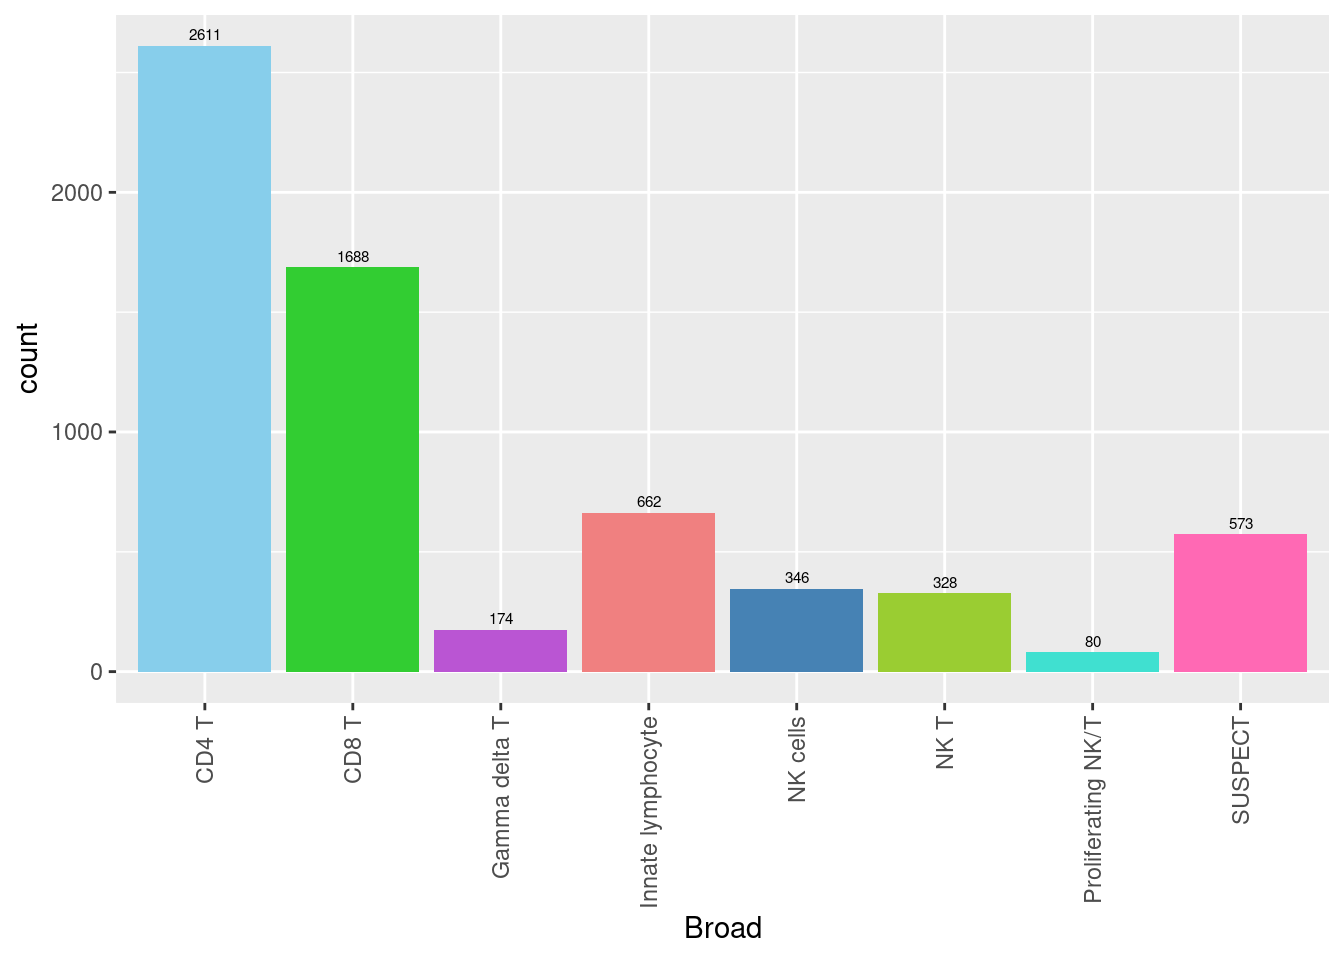 2611
1688
174
662
346
328
80
573
2000
1000
0
count
CD4 T
CD8 T
Gamma delta T
Innate lymphocyte
NK cells
NK T
Proliferating NK/T
SUSPECT
Broad